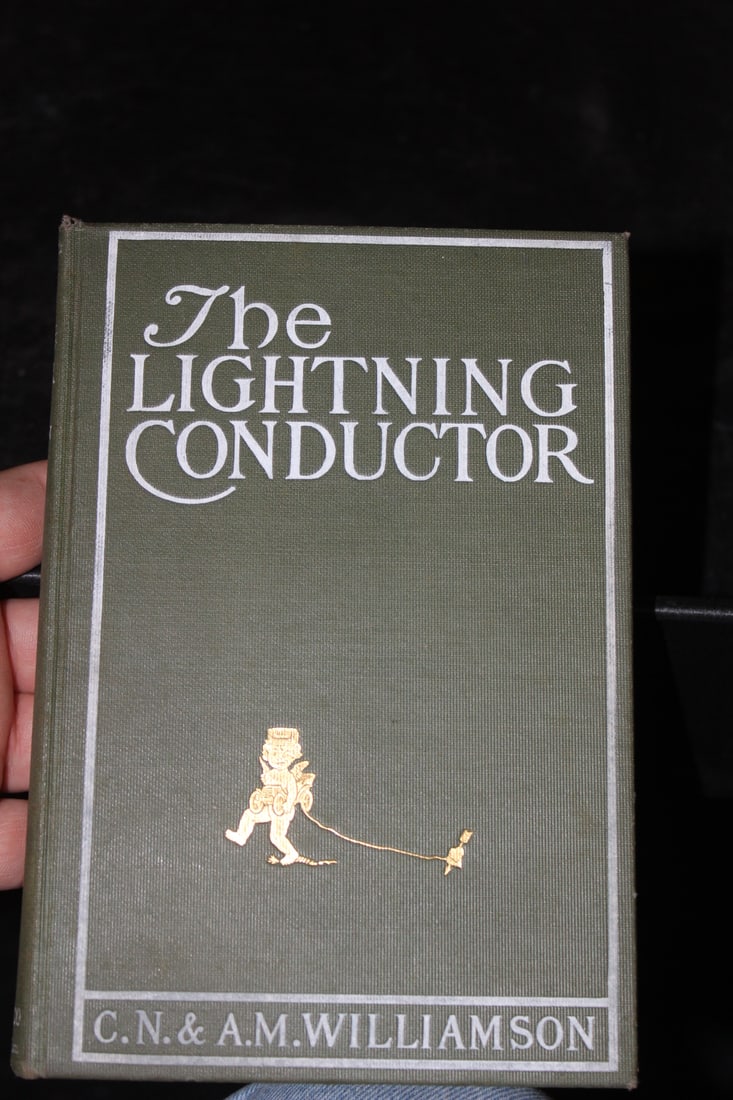 The
LIGHTNING
CONDUCTOR
C.N. & A.M. WILLIAMSON